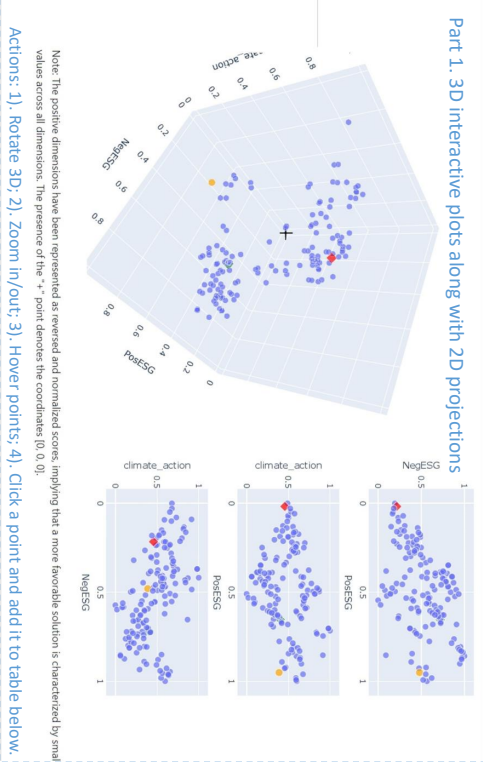 Part 1. 3D interactive plots along with 2D projections
0.8
0.6
0.4
0.2
0
0
0.2
0.4
0.6
0.8
NegESG
0.8
0.6
0.4
0.2
0
PosESG
NegESG
1
0.5
0
0
0.5
1
PosESG
climate_action
1
0.5
0
0
0.5
1
PosESG
climate_action
1
0.5
0
0
0.5
1
NegESG
Note: The positive dimensions have been represented as reversed and normalized scores, implying that a more favorable solution is characterized by smal
values across all dimensions. The presence of the "+" point denotes the coordinates [0, 0, 0].
Actions: 1). Rotate 3D; 2). Zoom in/out; 3). Hover points; 4). Click a point and add it to table below.